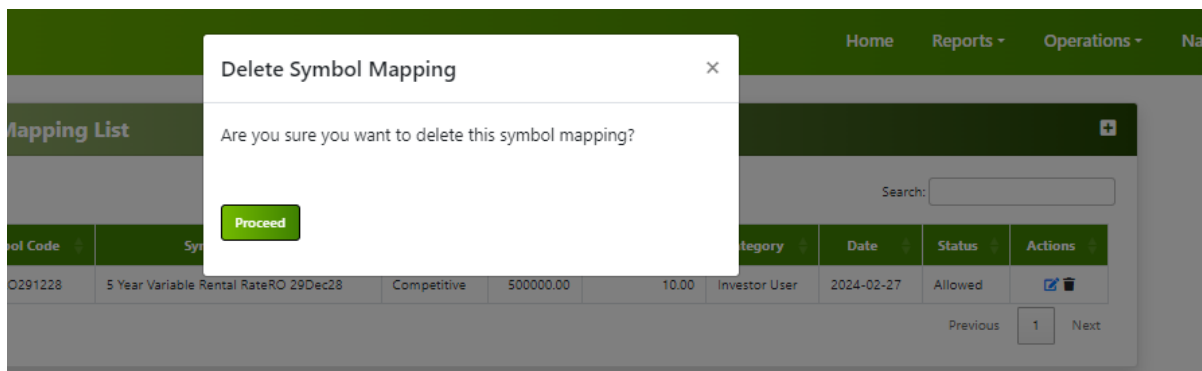 Home Reports Operations Na
Delete Symbol Mapping ×
Mapping List
Are you sure you want to delete this symbol mapping?
Search:
Proceed
ol Code Sy tegory Date Status Actions
O291228 5 Year Variable Rental RateRO 29Dec28 Competitive 500000.00 10.00 Investor User 2024-02-27 Allowed
Previous 1 Next